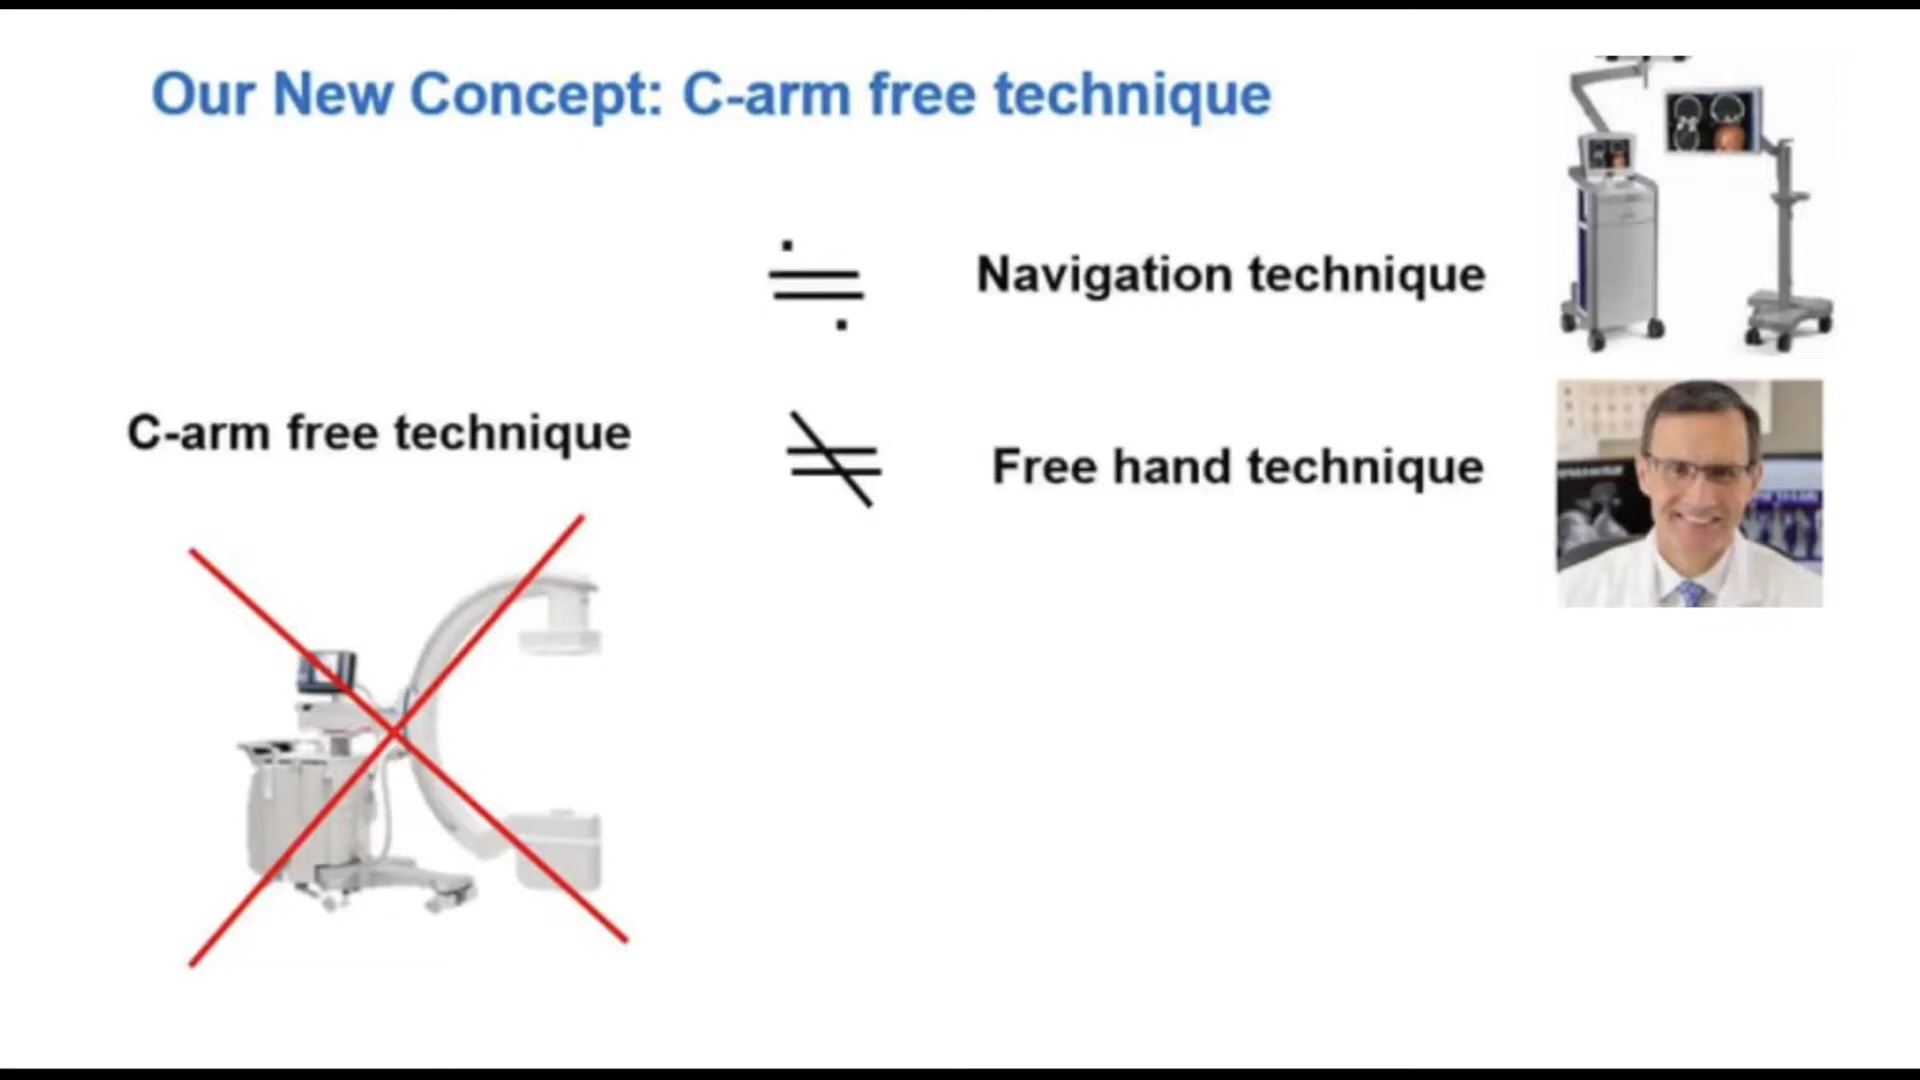 Our New Concept: C-arm free technique
≒ Navigation technique
C-arm free technique
≠ Free hand technique